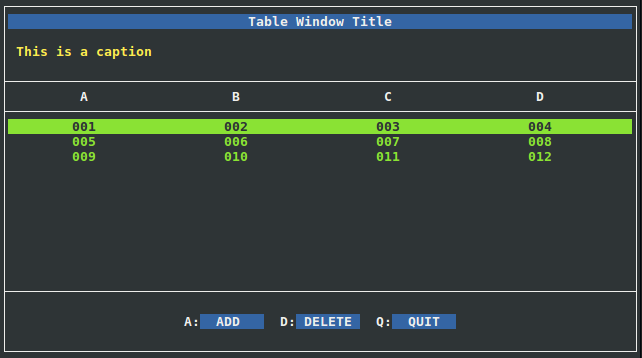 Table Window Title
This is a caption
A B C D
001 002 003 004
005 006 007 008
009 010 011 012
A: ADD D: DELETE Q: QUIT